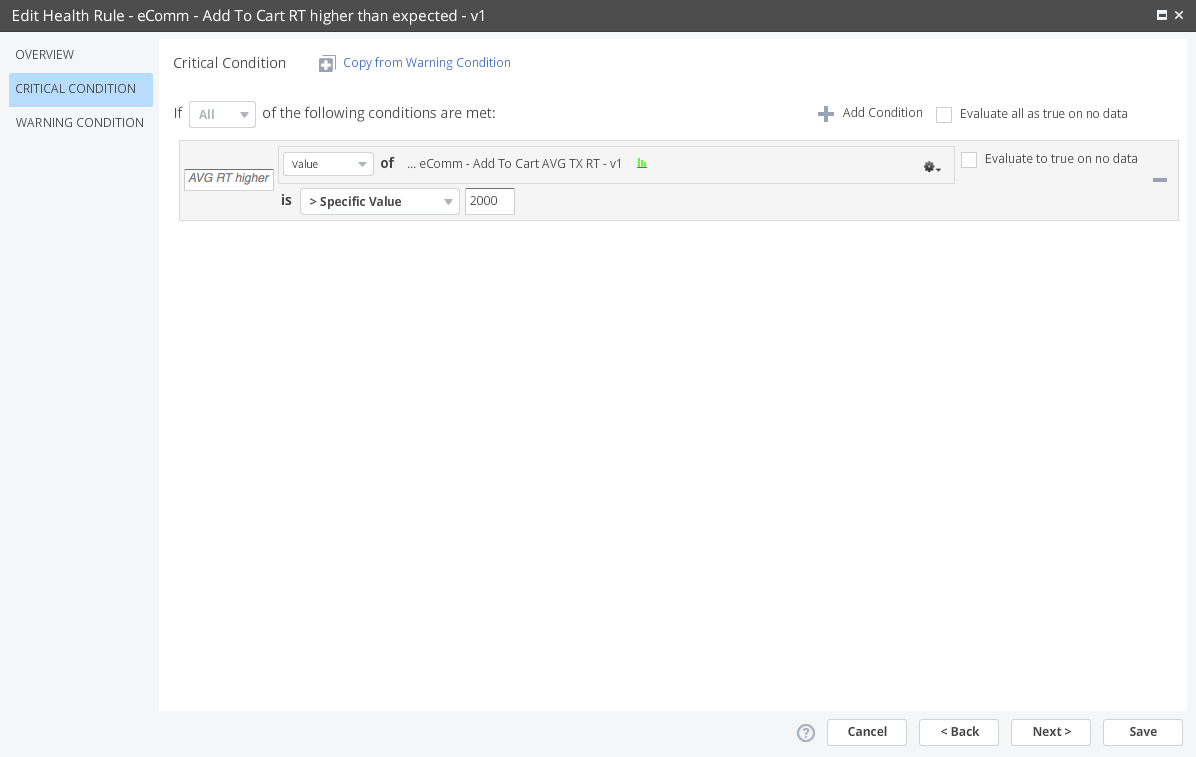 Edit Health Rule - eComm - Add To Cart RT higher than expected - v1
OVERVIEW
CRITICAL CONDITION
WARNING CONDITION
Critical Condition
Copy from Warning Condition
If All of the following conditions are met:
Add Condition
Evaluate all as true on no data
AVG RT higher
Value of ... eComm - Add To Cart AVG TX RT - v1
Evaluate to true on no data
is > Specific Value 2000
? Cancel < Back Next > Save